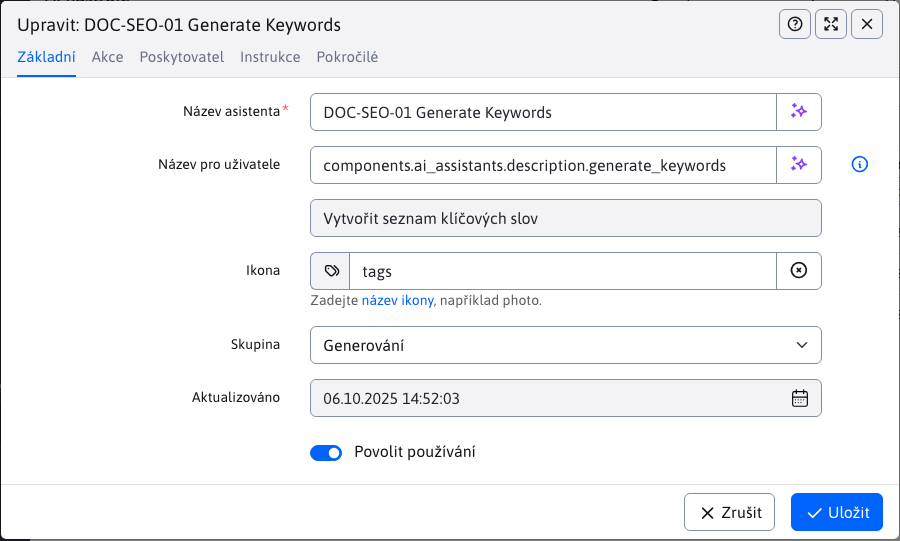 Upravit: DOC-SEO-01 Generate Keywords
Základní Akce Poskytovatel Instrukce Pokročilé
Název asistenta* DOC-SEO-01 Generate Keywords
Název pro uživatele components.ai_assistants.description.generate_keywords
Vytvořit seznam klíčových slov
Ikona tags
Zadejte název ikony, například photo.
Skupina Generování
Aktualizováno 06.10.2025 14:52:03
Povolit používání
Zrušit Uložit